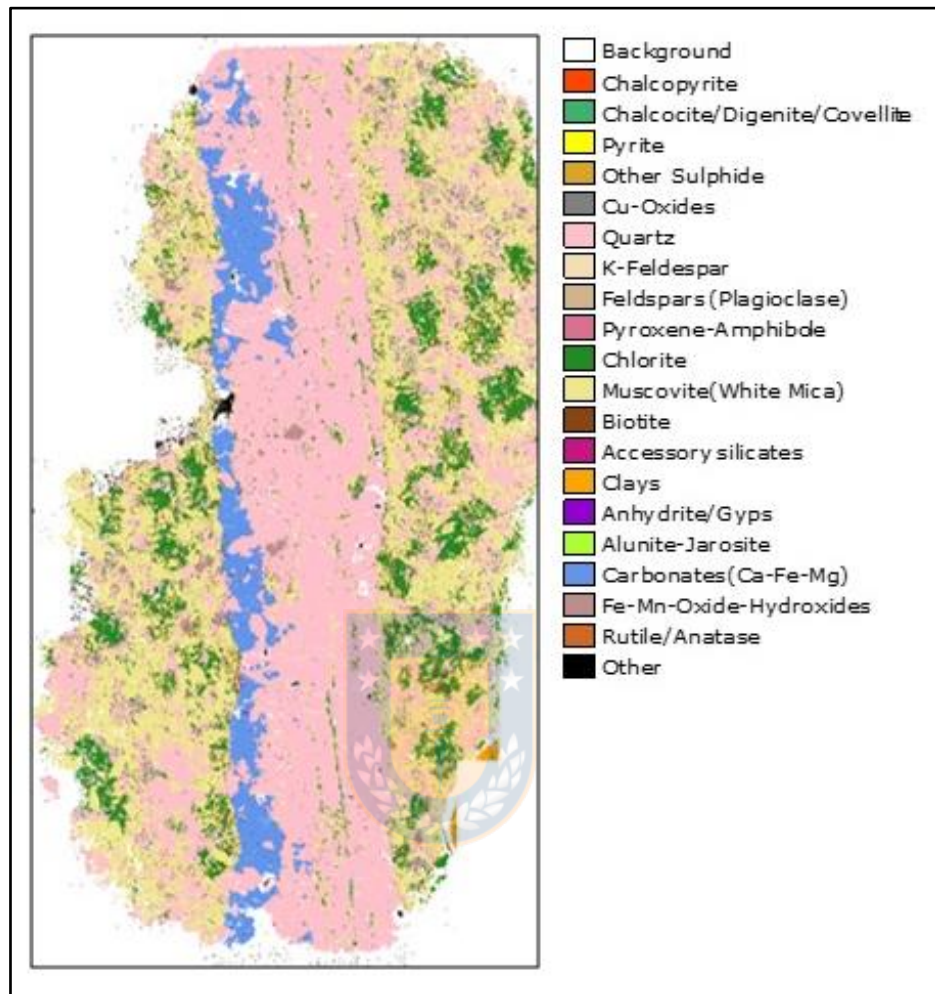 Background
Chalcopyrite
Chalcocite/Digenite/Covellite
Pyrite
Other Sulphide
Cu-Oxides
Quartz
K-Feldespar
Feldspars (Plagioclase)
Pyroxene-Amphibole
Chlorite
Muscovite(White Mica)
Biotite
Accessory silicates
Clays
Anhydrite/Gyps
Alunite-Jarosite
Carbonates(Ca-Fe-Mg)
Fe-Mn-Oxide-Hydroxides
Rutile/Anatase
Other